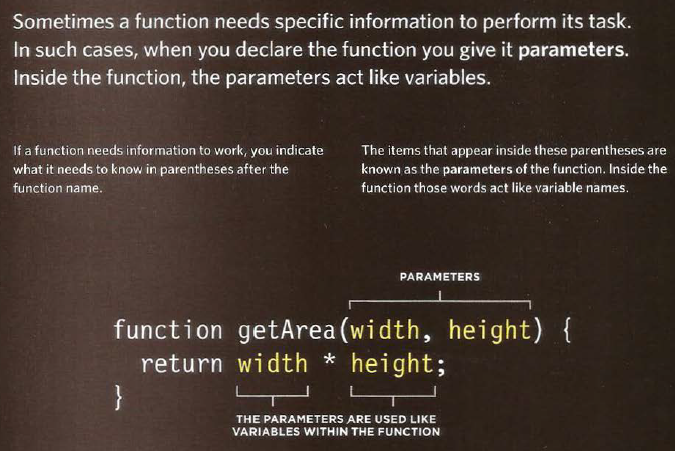 Sometimes a function needs specific information to perform its task.
In such cases, when you declare the function you give it parameters.
Inside the function, the parameters act like variables.
If a function needs information to work, you indicate
what it needs to know in parentheses after the
function name.
The items that appear inside these parentheses are
known as the parameters of the function. Inside the
function those words act like variable names.
PARAMETERS
function getArea(width, height) {
return width * height;
}
THE PARAMETERS ARE USED LIKE
VARIABLES WITHIN THE FUNCTION